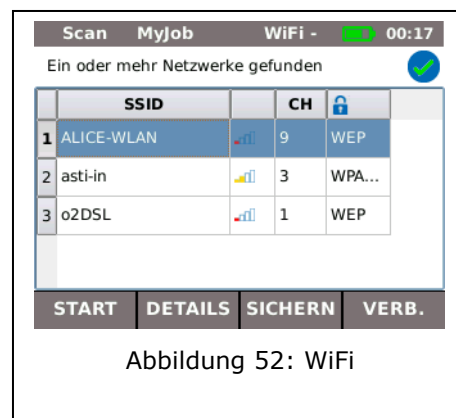 Scan MyJob WiFi - 00:17
Ein oder mehr Netzwerke gefunden
SSID CH
1 ALICE-WLAN 9 WEP
2 asti-in 3 WPA...
3 o2DSL 1 WEP
START DETAILS SICHERN VERB.
Abbildung 52: WiFi